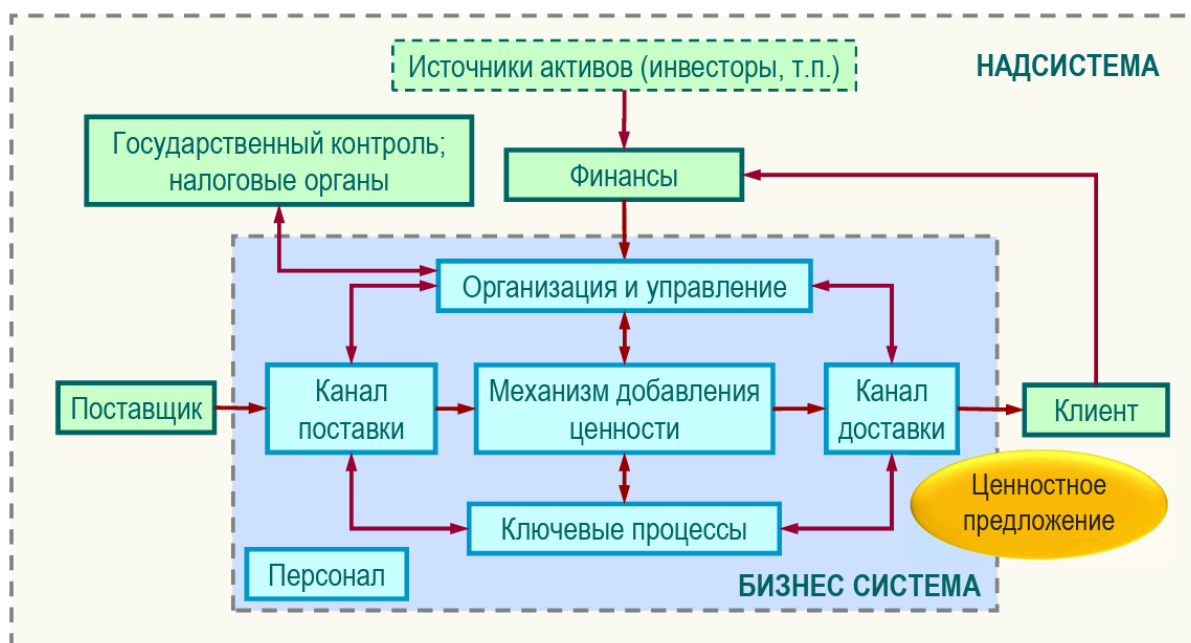 Источники активов (инвесторы, т.п.)
НАДСИСТЕМА
Государственный контроль;
налоговые органы
Финансы
Организация и управление
Поставщик
Канал
поставки
Механизм добавления
ценности
Канал
доставки
Клиент
Ценностное
предложение
Ключевые процессы
Персонал
БИЗНЕС СИСТЕМА